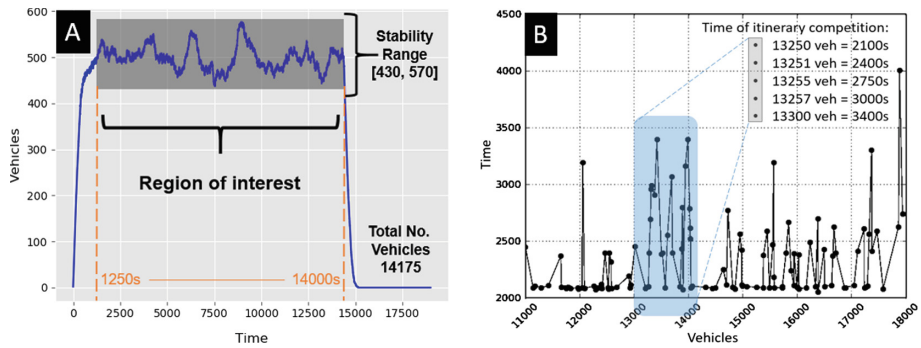 A
600
500
400
300
200
100
0
Vehicles
Stability
Range
[430, 570]
Region of interest
Total No.
Vehicles
14175
1250s
14000s
0
2500
5000
7500
10000
12500
15000
17500
Time
B
4500
4000
3500
3000
2500
2000
Time
Time of itinerary competition:
13250 veh = 2100s
13251 veh = 2400s
13255 veh = 2750s
13257 veh = 3000s
13300 veh = 3400s
11000
12000
13000
14000
15000
16000
17000
18000
Vehicles